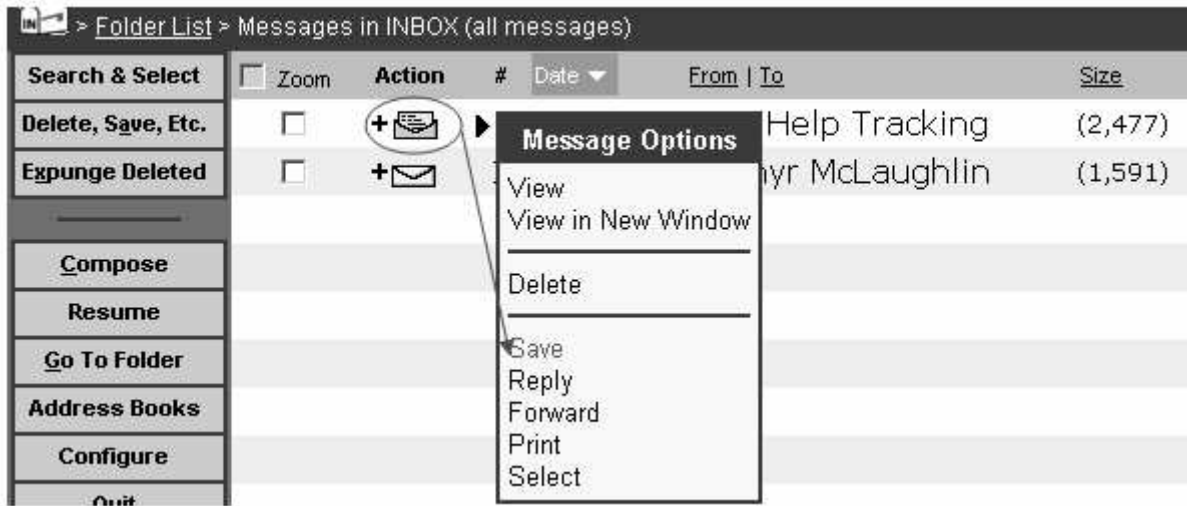 IN > Folder List > Messages in INBOX (all messages)
Search & Select
Delete, Save, Etc.
Expunge Deleted
Compose
Resume
Go To Folder
Address Books
Configure
Quit
Zoom Action # Date From | To Size
+ Help Tracking (2,477)
+ McLaughlin (1,591)
Message Options
View
View in New Window
Delete
Save
Reply
Forward
Print
Select